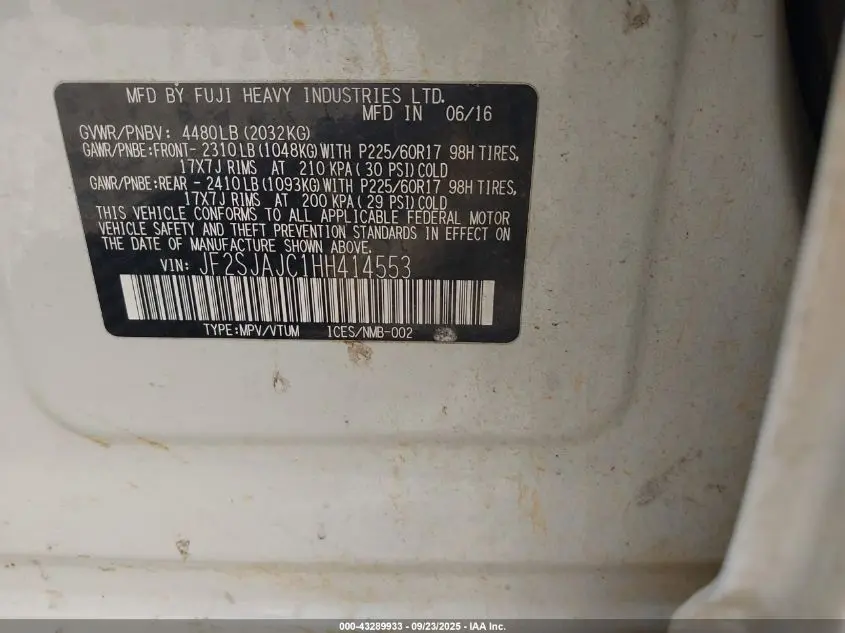 MFD BY FUJI HEAVY INDUSTRIES LTD.
MFD IN 06/16
GVWR/PNBV: 4480LB(2032KG)
GAWR/PNBE:FRONT- 2310LB(1048KG)WITH P225/60R17 98H TIRES,
17X7J RIMS AT 210 KPA( 30 PSI)COLD
GAWR/PNBE:REAR - 2410LB(1093KG)WITH P225/60R17 98H TIRES,
17X7J RIMS AT 200 KPA( 29 PSI)COLD
THIS VEHICLE CONFORMS TO ALL APPLICABLE FEDERAL MOTOR
VEHICLE SAFETY AND THEFT PREVENTION STANDARDS IN EFFECT ON
THE DATE OF MANUFACTURE SHOWN ABOVE.
VIN: JF2SJAJC1HH414553
TYPE:MPV/VTUM ICES/NMB-002
000-43289933 - 09/23/2025 - IAA Inc.